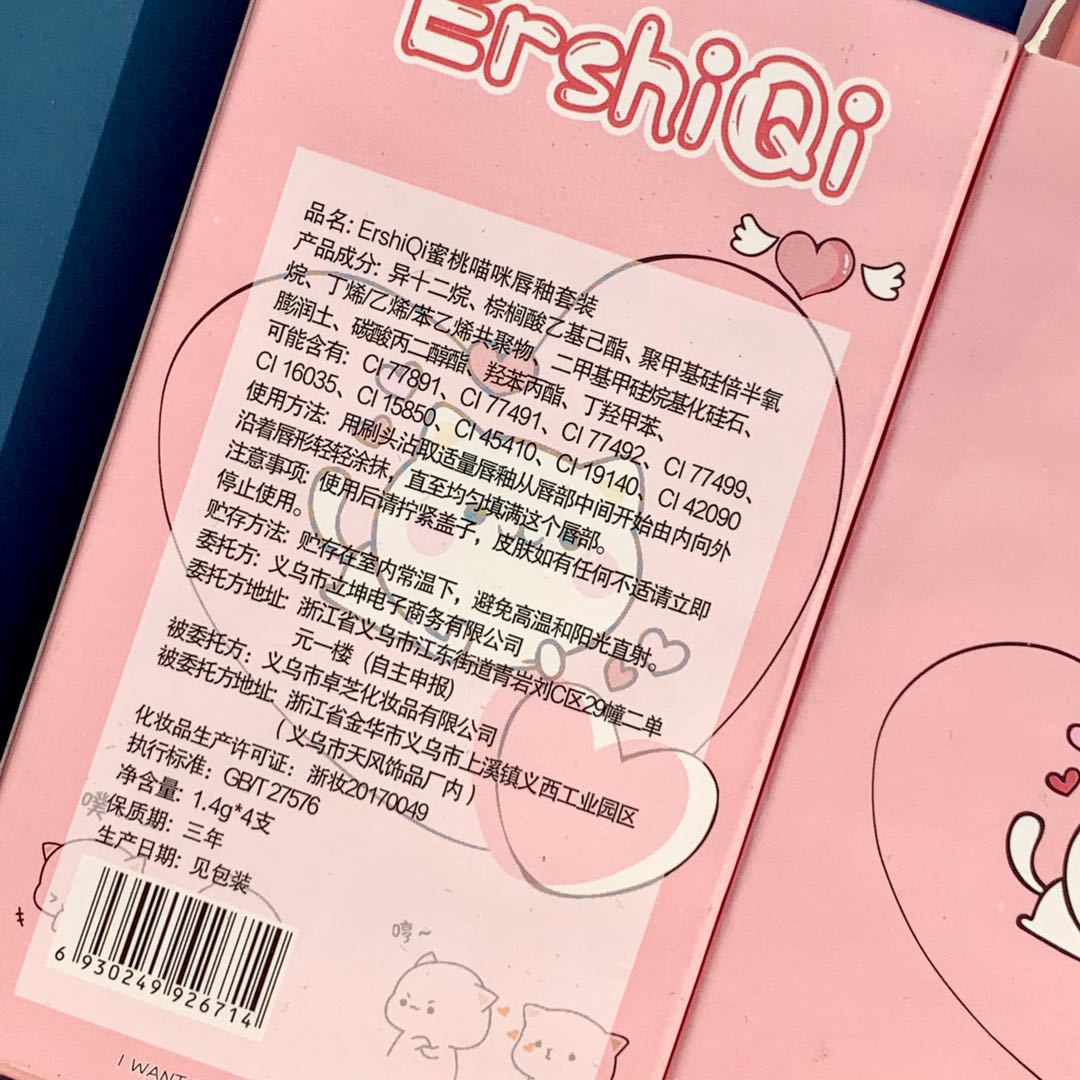 ErshiQi
品名: ErshiQi蜜桃喵咪唇釉套装
产品成分: 异十二烷、棕榈酸乙基己酯、聚甲基硅倍半氧
烷、丁烯/乙烯/苯乙烯共聚物、二甲基甲硅烷基化硅石、
膨润土、碳酸丙二醇酯、羟苯丙酯、丁羟甲苯、
可能含有: CI 77891、CI 77491、CI 77492、CI 77499、
CI 16035、CI 15850、CI 45410、CI 19140、CI 42090
使用方法: 用刷头沾取适量唇釉从唇部中间开始由内向外
沿着唇形轻轻涂抹，直至均匀填满这个唇部。
注意事项: 使用后请拧紧盖子，皮肤如有任何不适请立即
停止使用。
贮存方法: 贮存在室内常温下，避免高温和阳光直射。
委托方: 义乌市立坤电子商务有限公司
委托方地址: 浙江省义乌市江东街道青岩刘C区29幢二单
元一楼（自主申报）
被委托方: 义乌市卓芝化妆品有限公司
被委托方地址: 浙江省金华市义乌市上溪镇义西工业园区
（义乌市天风饰品厂内）
化妆品生产许可证: 浙妆20170049
执行标准: GB/T 27576
净含量: 1.4g*4支
保质期: 三年
生产日期: 见包装
噗
6 930249 926714
哼~
I WANT